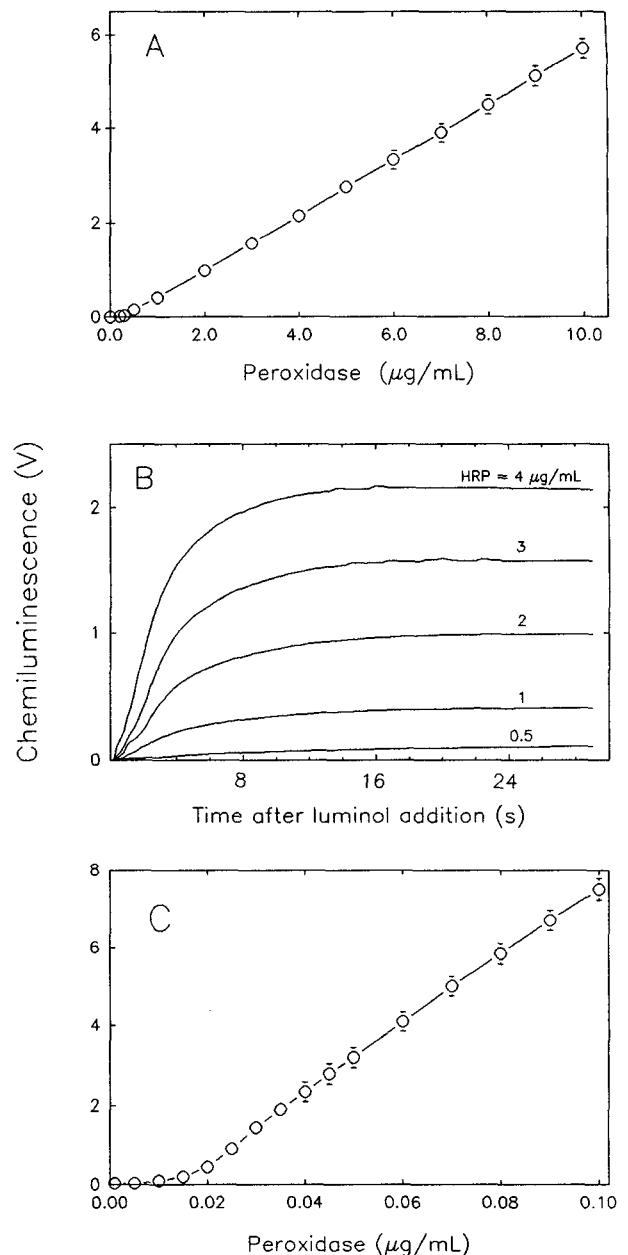 A
6
4
2
0
0.0 2.0 4.0 6.0 8.0 10.0
Peroxidase (μg/mL)
Chemiluminescence (V)
B
HRP = 4 μg/mL
3
2
1
0.5
2
1
0
8 16 24
Time after luminol addition (s)
C
8
6
4
2
0
0.00 0.02 0.04 0.06 0.08 0.10
Peroxidase (μg/mL)